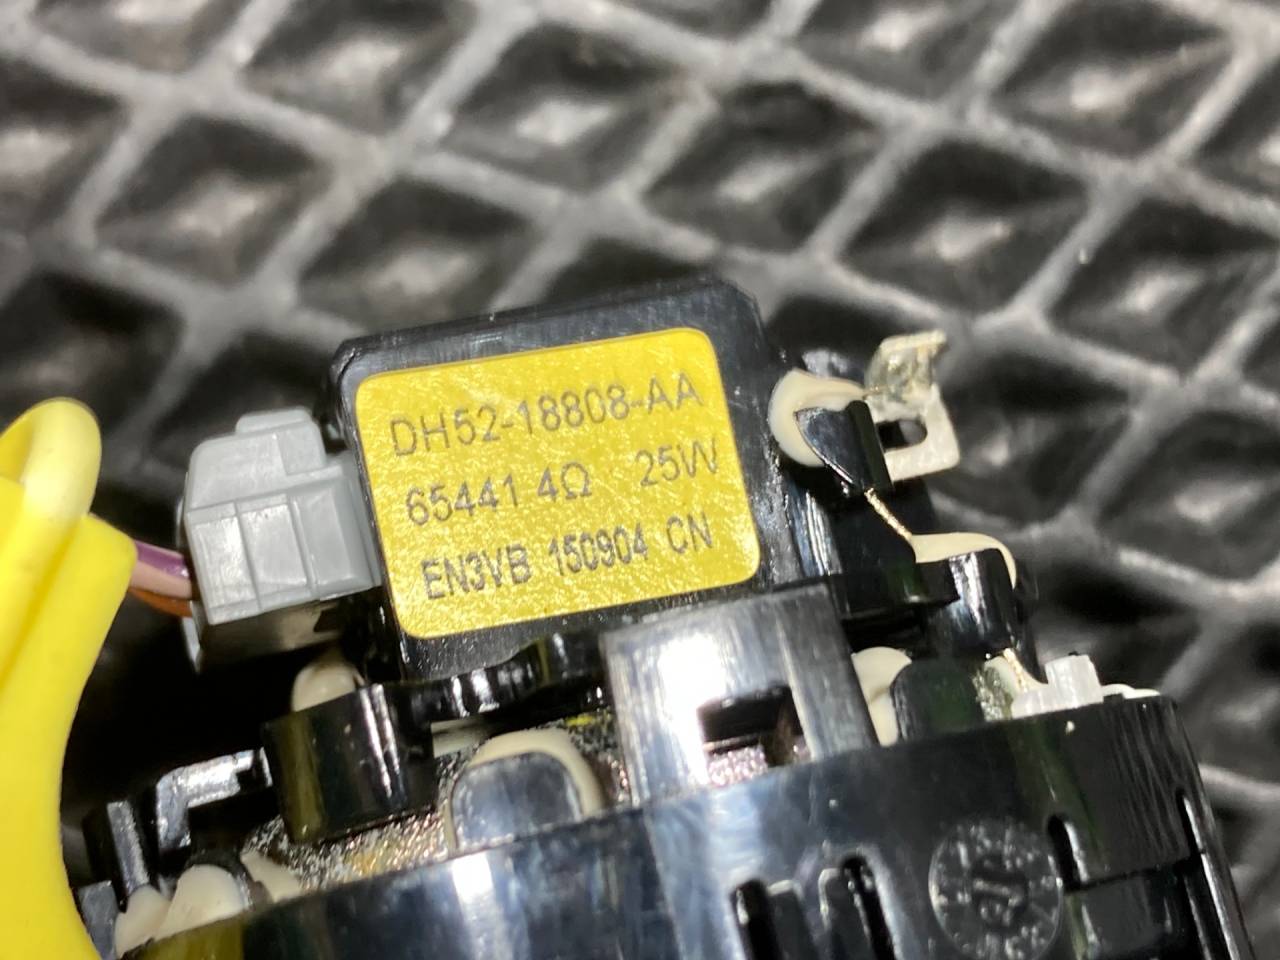 DH52-18808-AA
65441 4Ω 25W
EN3VB 150904 CN